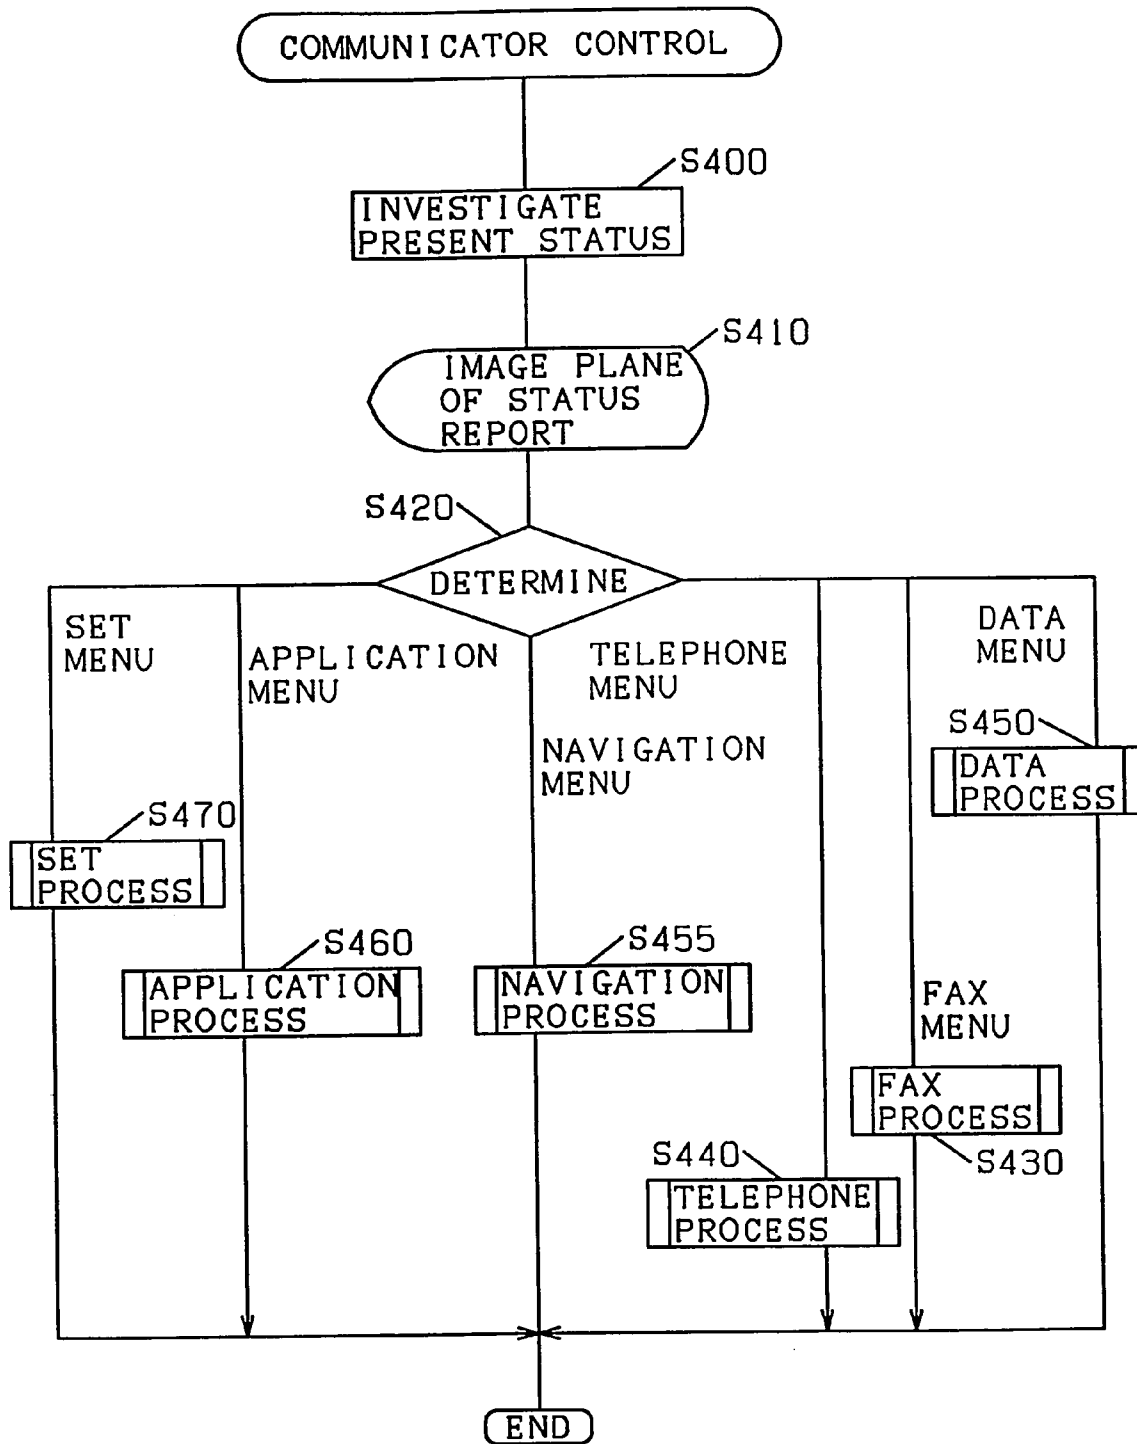 COMMUNICATOR CONTROL
S400
INVESTIGATE
PRESENT STATUS
S410
IMAGE PLANE
OF STATUS
REPORT
S420
DETERMINE
SET
MENU
APPLICATION
MENU
TELEPHONE
MENU
DATA
MENU
NAVIGATION
MENU
S450
DATA
PROCESS
S470
SET
PROCESS
S460
APPLICATION
PROCESS
S455
NAVIGATION
PROCESS
FAX
MENU
FAX
PROCESS
S430
S440
TELEPHONE
PROCESS
END